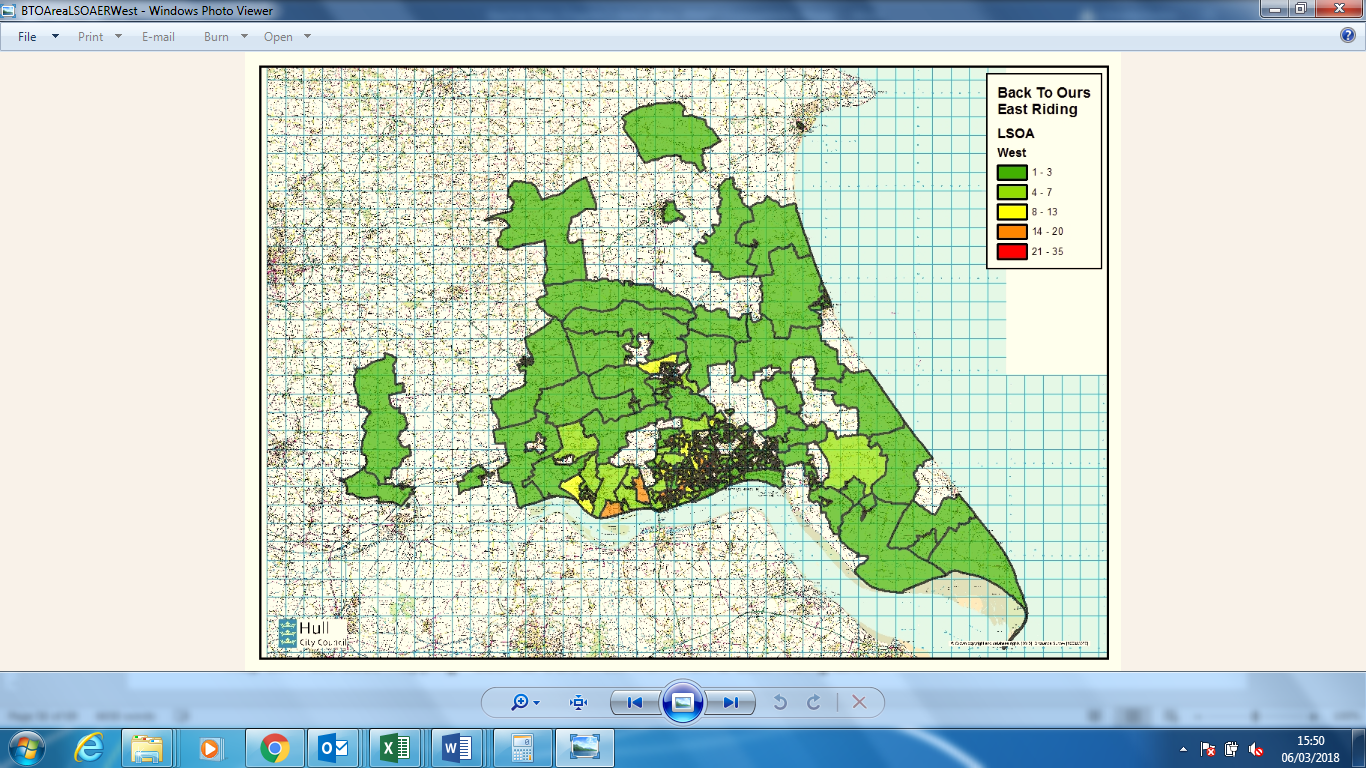 BTOAreaLSOAERWest - Windows Photo Viewer
File Print E-mail Burn Open
Back To Ours
East Riding
LSOA
West
1 - 3
4 - 7
8 - 13
14 - 20
21 - 35
Hull
City Council
15:50
06/03/2018